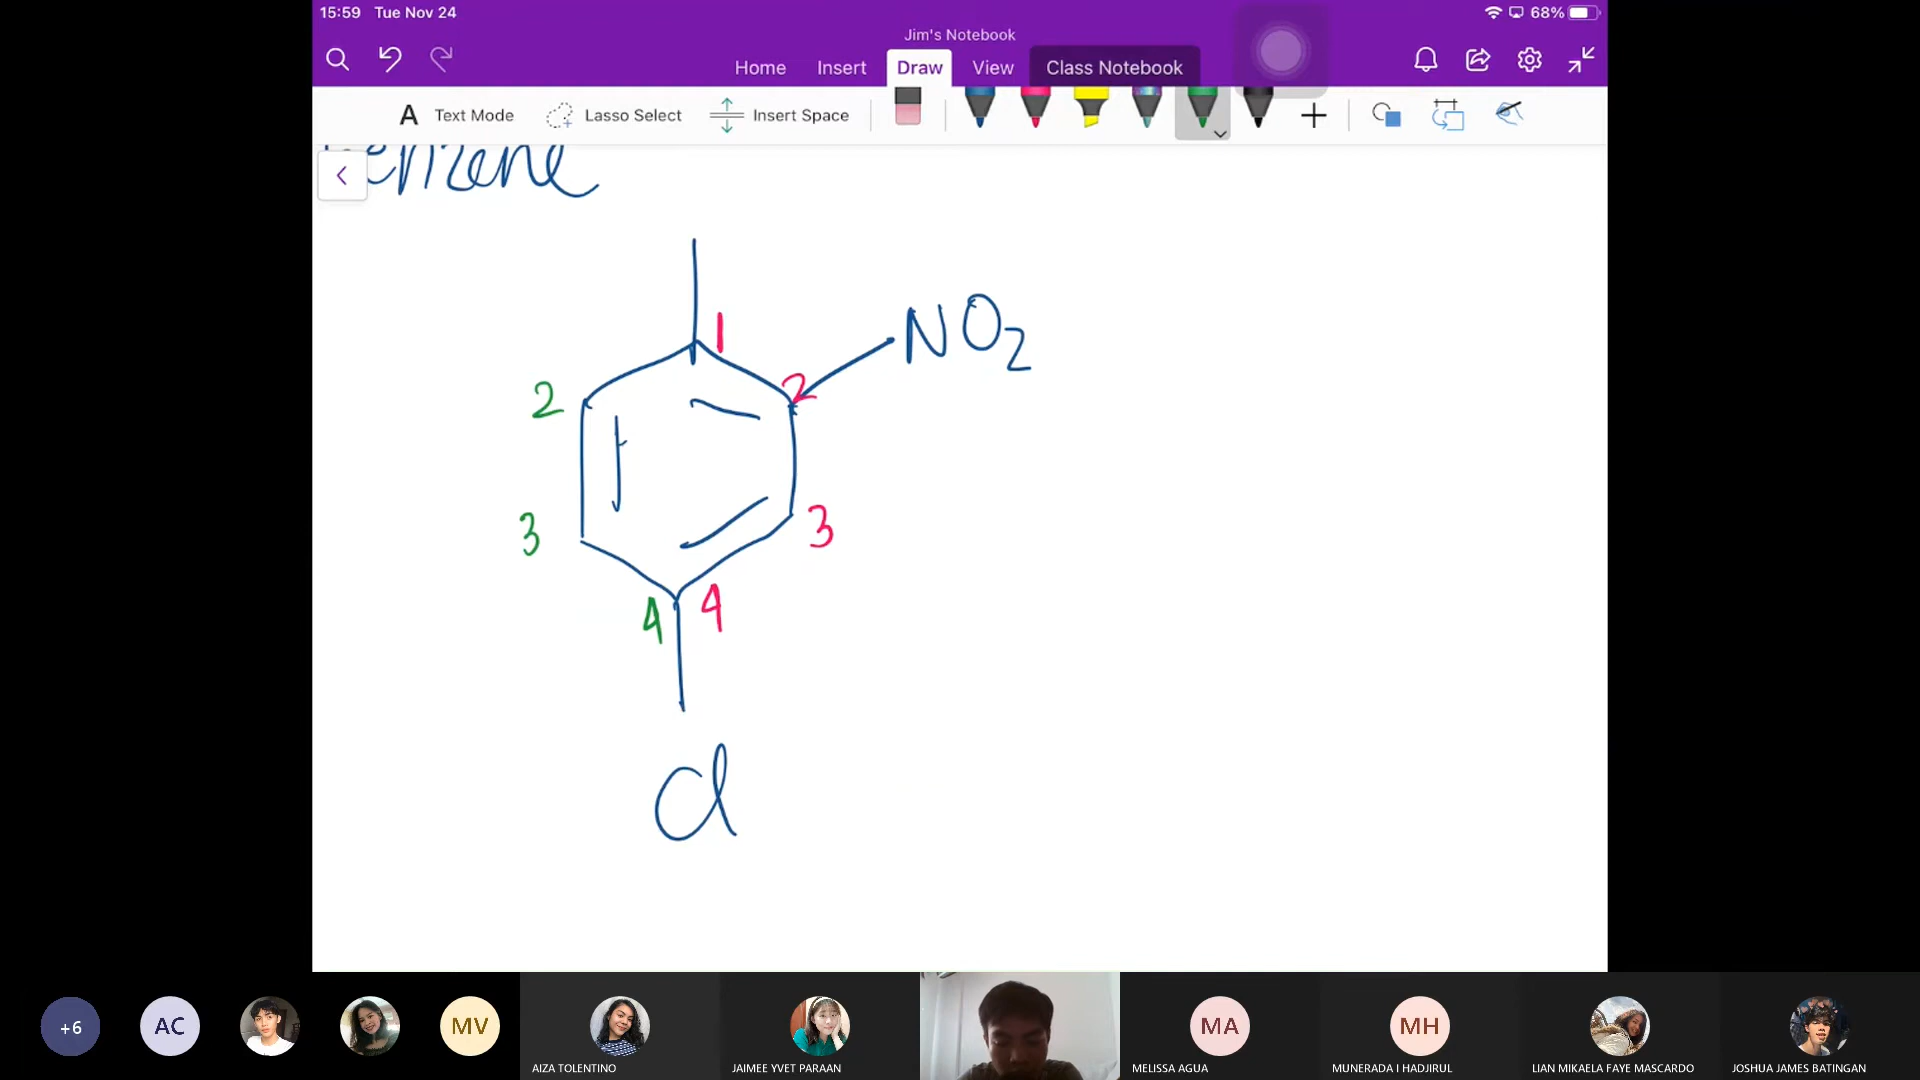 15:59 Tue Nov 24
68%
Jim's Notebook
Home Insert Draw View Class Notebook
A Text Mode Lasso Select Insert Space
benzene
1
NO2
2 2
3 3
4 4
Cl
+6 AC MV MA MH
AIZA TOLENTINO JAIMEE YVET PARAAN MELISSA AGUA MUNERADA I HADJIRUL LIAN MIKAELA FAYE MASCARDO JOSHUA JAMES BATINGAN